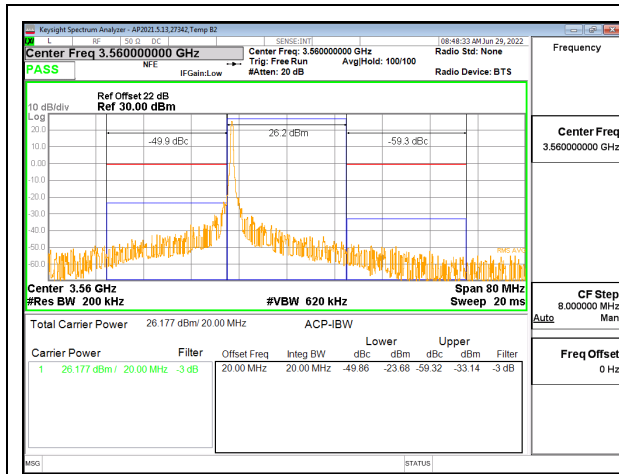 Keysight Spectrum Analyzer - AP2021.5.13,27342,Temp B2
L RF 50 Ω DC SENSE:INT 08:48:33 AM Jun 29, 2022
Center Freq 3.560000000 GHz
Center Freq: 3.560000000 GHz
Radio Std: None
PASS
NFE
IFGain:Low
Trig: Free Run
Avg|Hold: 100/100
#Atten: 20 dB
Radio Device: BTS
Ref Offset 22 dB
10 dB/div Ref 30.00 dBm
Log
20.0
10.0
0.00
-10.0
-20.0
-30.0
-40.0
-50.0
-60.0
-49.9 dBc
26.2 dBm
-59.3 dBc
RMS AVG
Center 3.56 GHz Span 80 MHz
#Res BW 200 kHz #VBW 620 kHz Sweep 20 ms
Total Carrier Power 26.177 dBm/ 20.00 MHz ACP-IBW
Lower Upper
Carrier Power Filter Offset Freq Integ BW dBc dBm dBc dBm Filter
1 26.177 dBm / 20.00 MHz -3 dB 20.00 MHz 20.00 MHz -49.86 -23.68 -59.32 -33.14 -3 dB
MSG STATUS
Frequency
Center Freq
3.560000000 GHz
CF Step
8.000000 MHz
Auto Man
Freq Offset
0 Hz